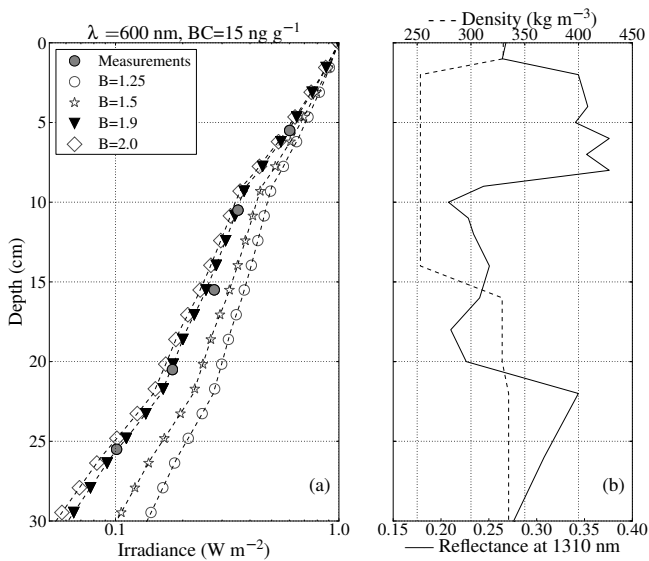 λ =600 nm, BC=15 ng g⁻¹
Measurements
B=1.25
B=1.5
B=1.9
B=2.0
Depth (cm)
0
5
10
15
20
25
30
0.1 1.0
Irradiance (W m⁻²)
(a)
--- Density (kg m⁻³)
250 300 350 400 450
(b)
0.15 0.20 0.25 0.30 0.35 0.40
— Reflectance at 1310 nm